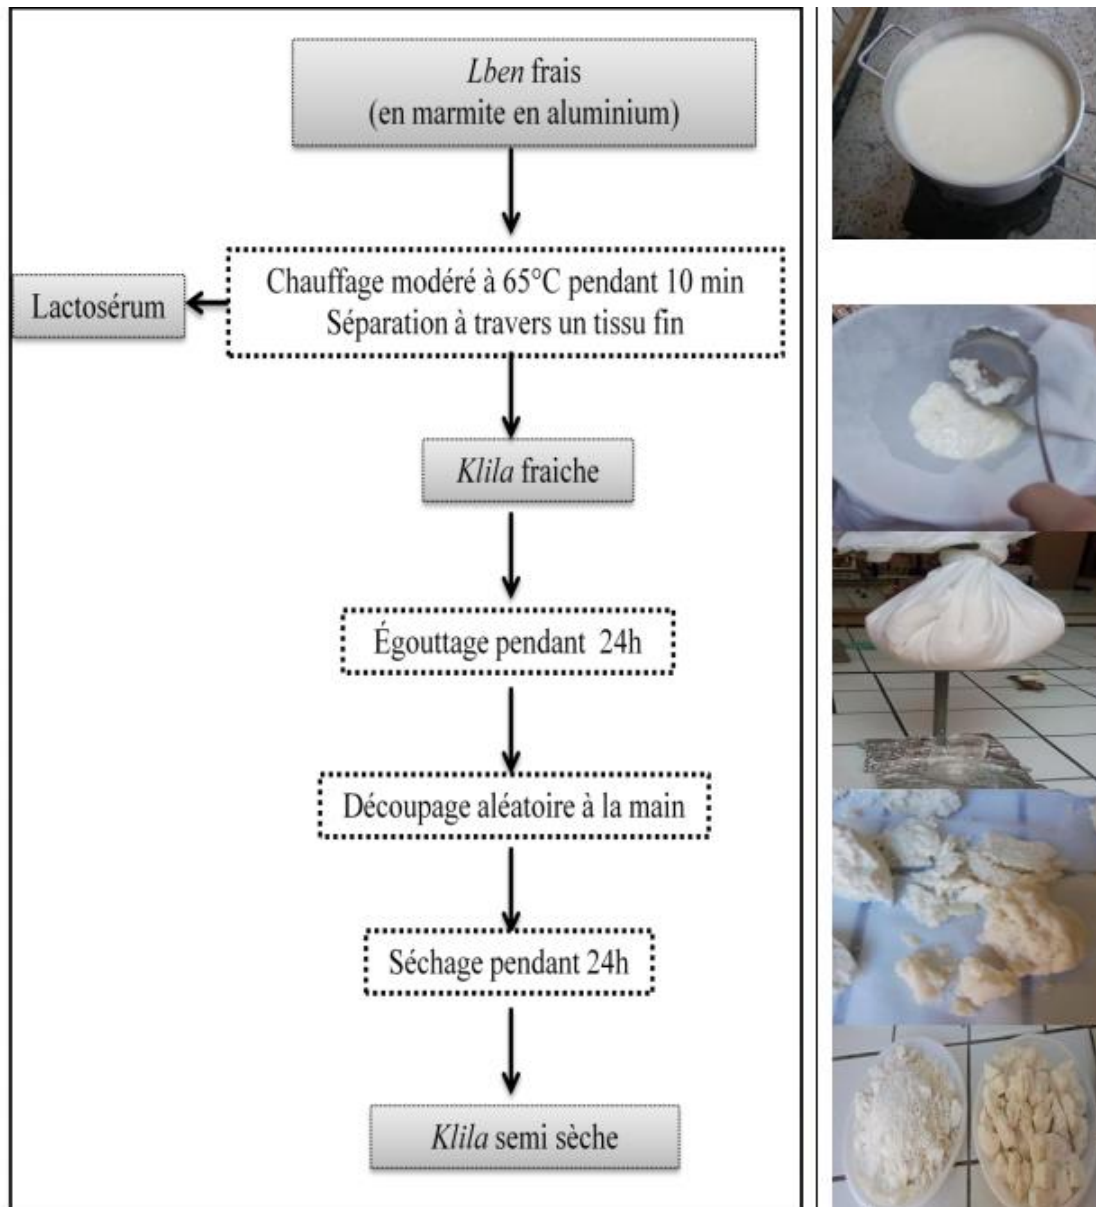 Lben frais
(en marmite en aluminium)
Chauffage modéré à 65°C pendant 10 min
Séparation à travers un tissu fin
Lactosérum
Klila fraiche
Égouttage pendant 24h
Découpage aléatoire à la main
Séchage pendant 24h
Klila semi sèche